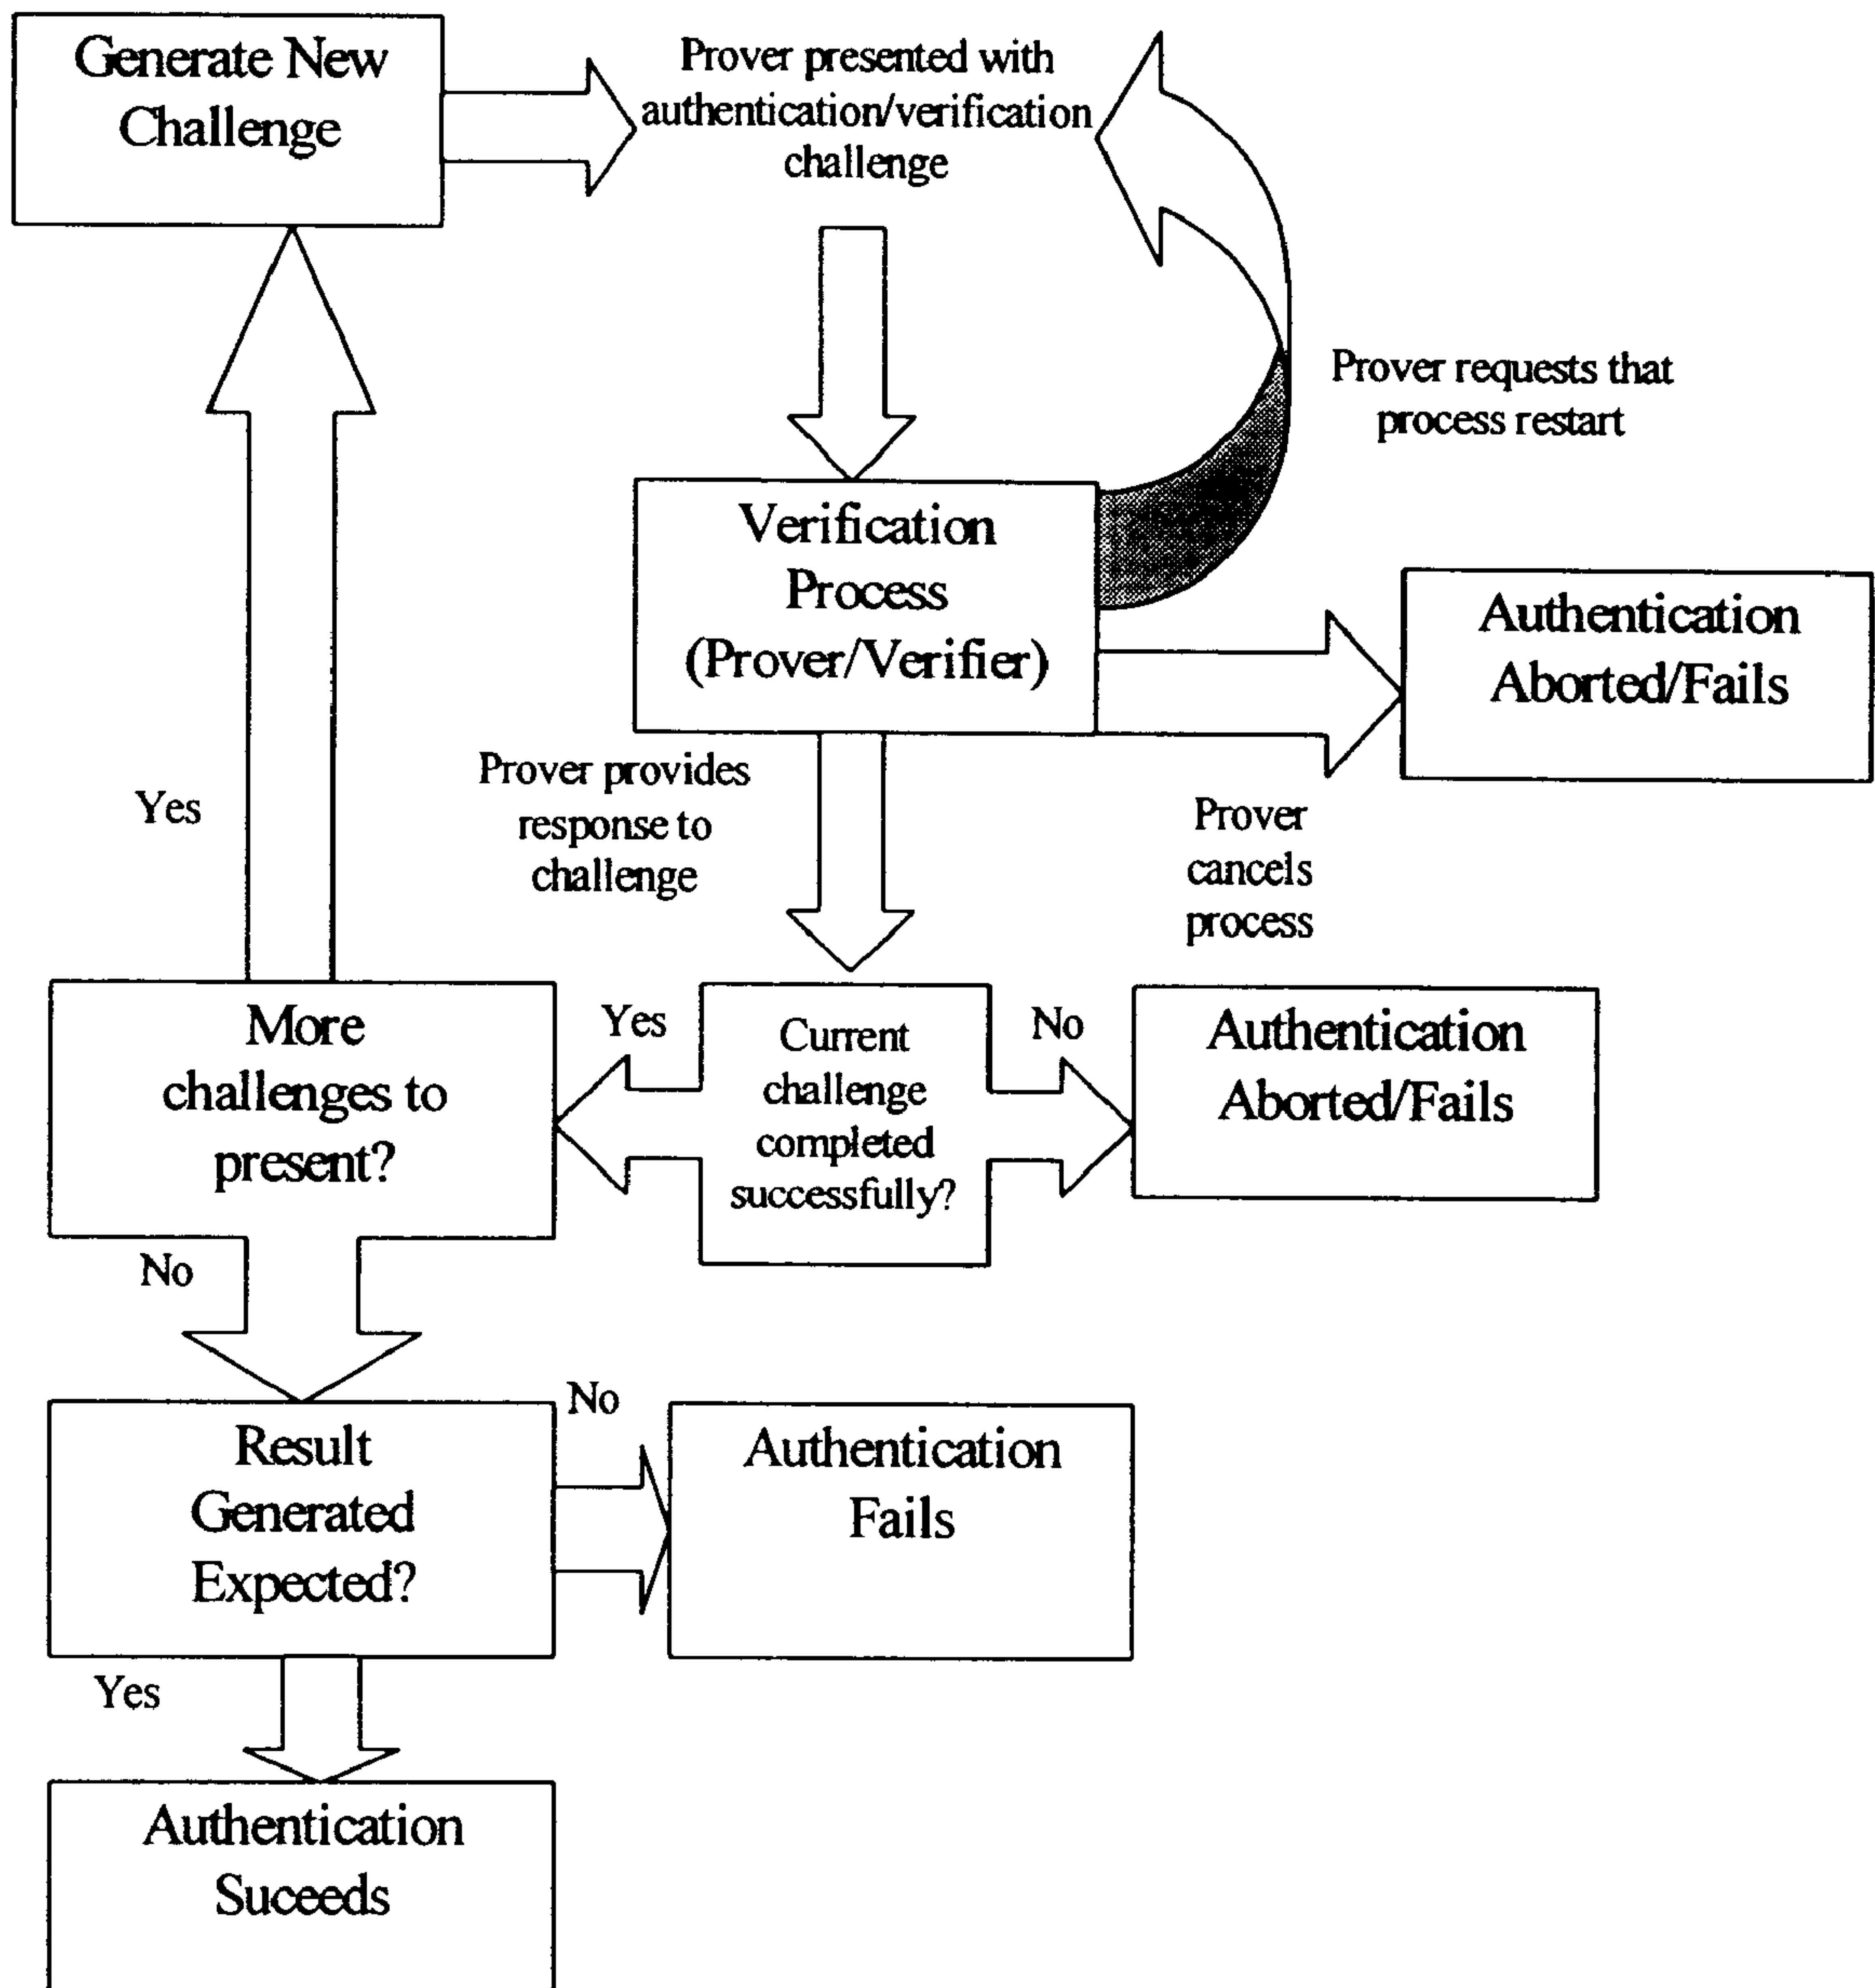 Generate New
Challenge
Prover presented with
authentication/verification
challenge
Prover requests that
process restart
Verification
Process
(Prover/Verifier)
Authentication
Aborted/Fails
Prover provides
response to
challenge
Prover
cancels
process
Yes
More
challenges to
present?
Yes
Current
challenge
completed
successfully?
No
Authentication
Aborted/Fails
No
Result
Generated
Expected?
No
Authentication
Fails
Yes
Authentication
Suceeds